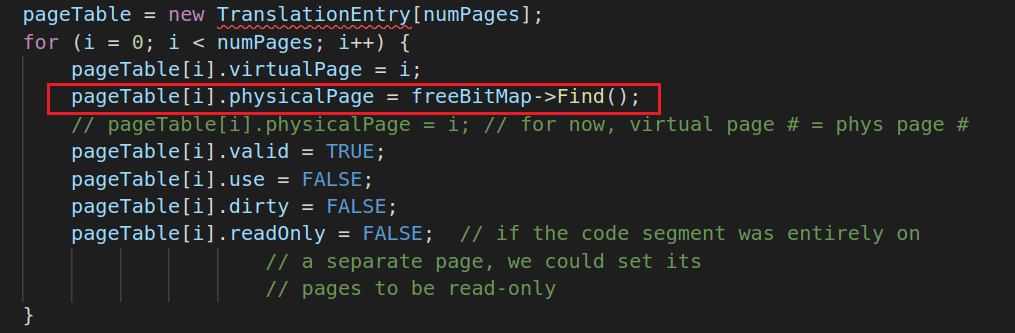 pageTable = new TranslationEntry[numPages];
for (i = 0; i < numPages; i++) {
    pageTable[i].virtualPage = i;
    pageTable[i].physicalPage = freeBitMap->Find();
    // pageTable[i].physicalPage = i; // for now, virtual page # = phys page #
    pageTable[i].valid = TRUE;
    pageTable[i].use = FALSE;
    pageTable[i].dirty = FALSE;
    pageTable[i].readOnly = FALSE;  // if the code segment was entirely on
                    // a separate page, we could set its
                    // pages to be read-only
}